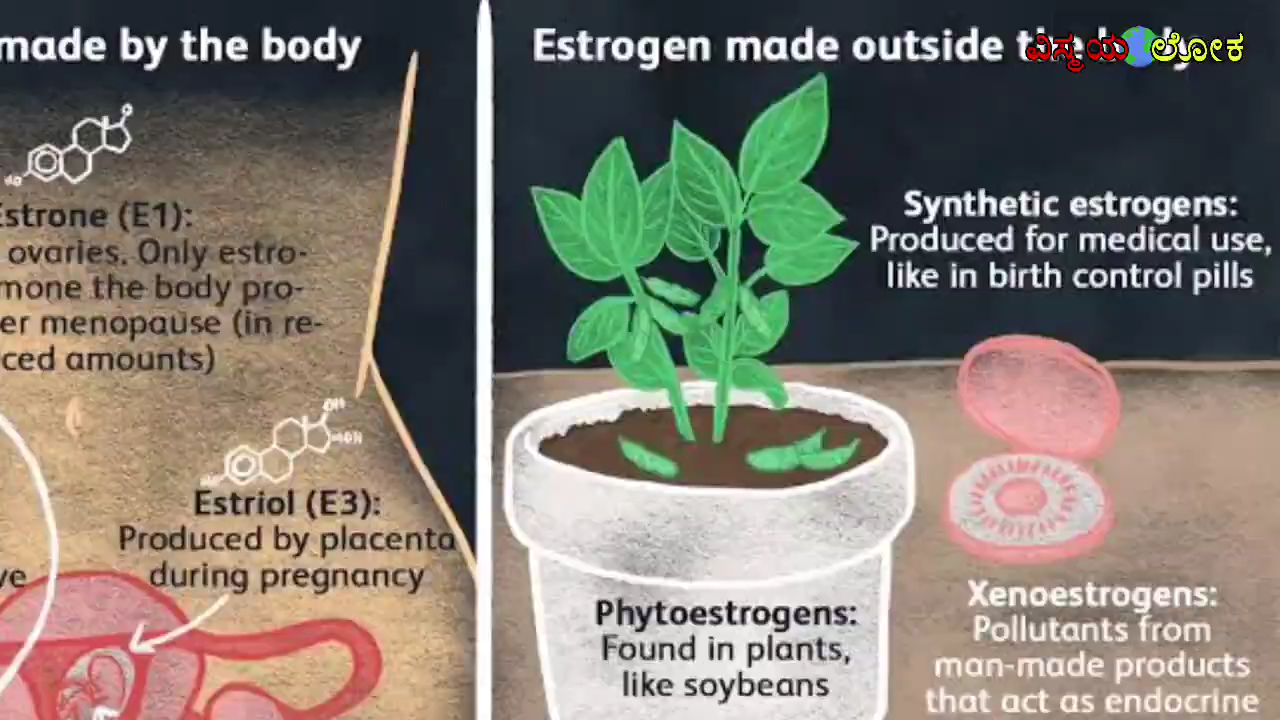 made by the body
Estrone (E1):
ovaries. Only estro-
mone the body pro-
er menopause (in re-
ced amounts)
Estriol (E3):
Produced by placenta
during pregnancy
ve
Estrogen made outside the body
ವಿಸ್ಮಯ ಲೋಕ
Synthetic estrogens:
Produced for medical use,
like in birth control pills
Phytoestrogens:
Found in plants,
like soybeans
Xenoestrogens:
Pollutants from
man-made products
that act as endocrine